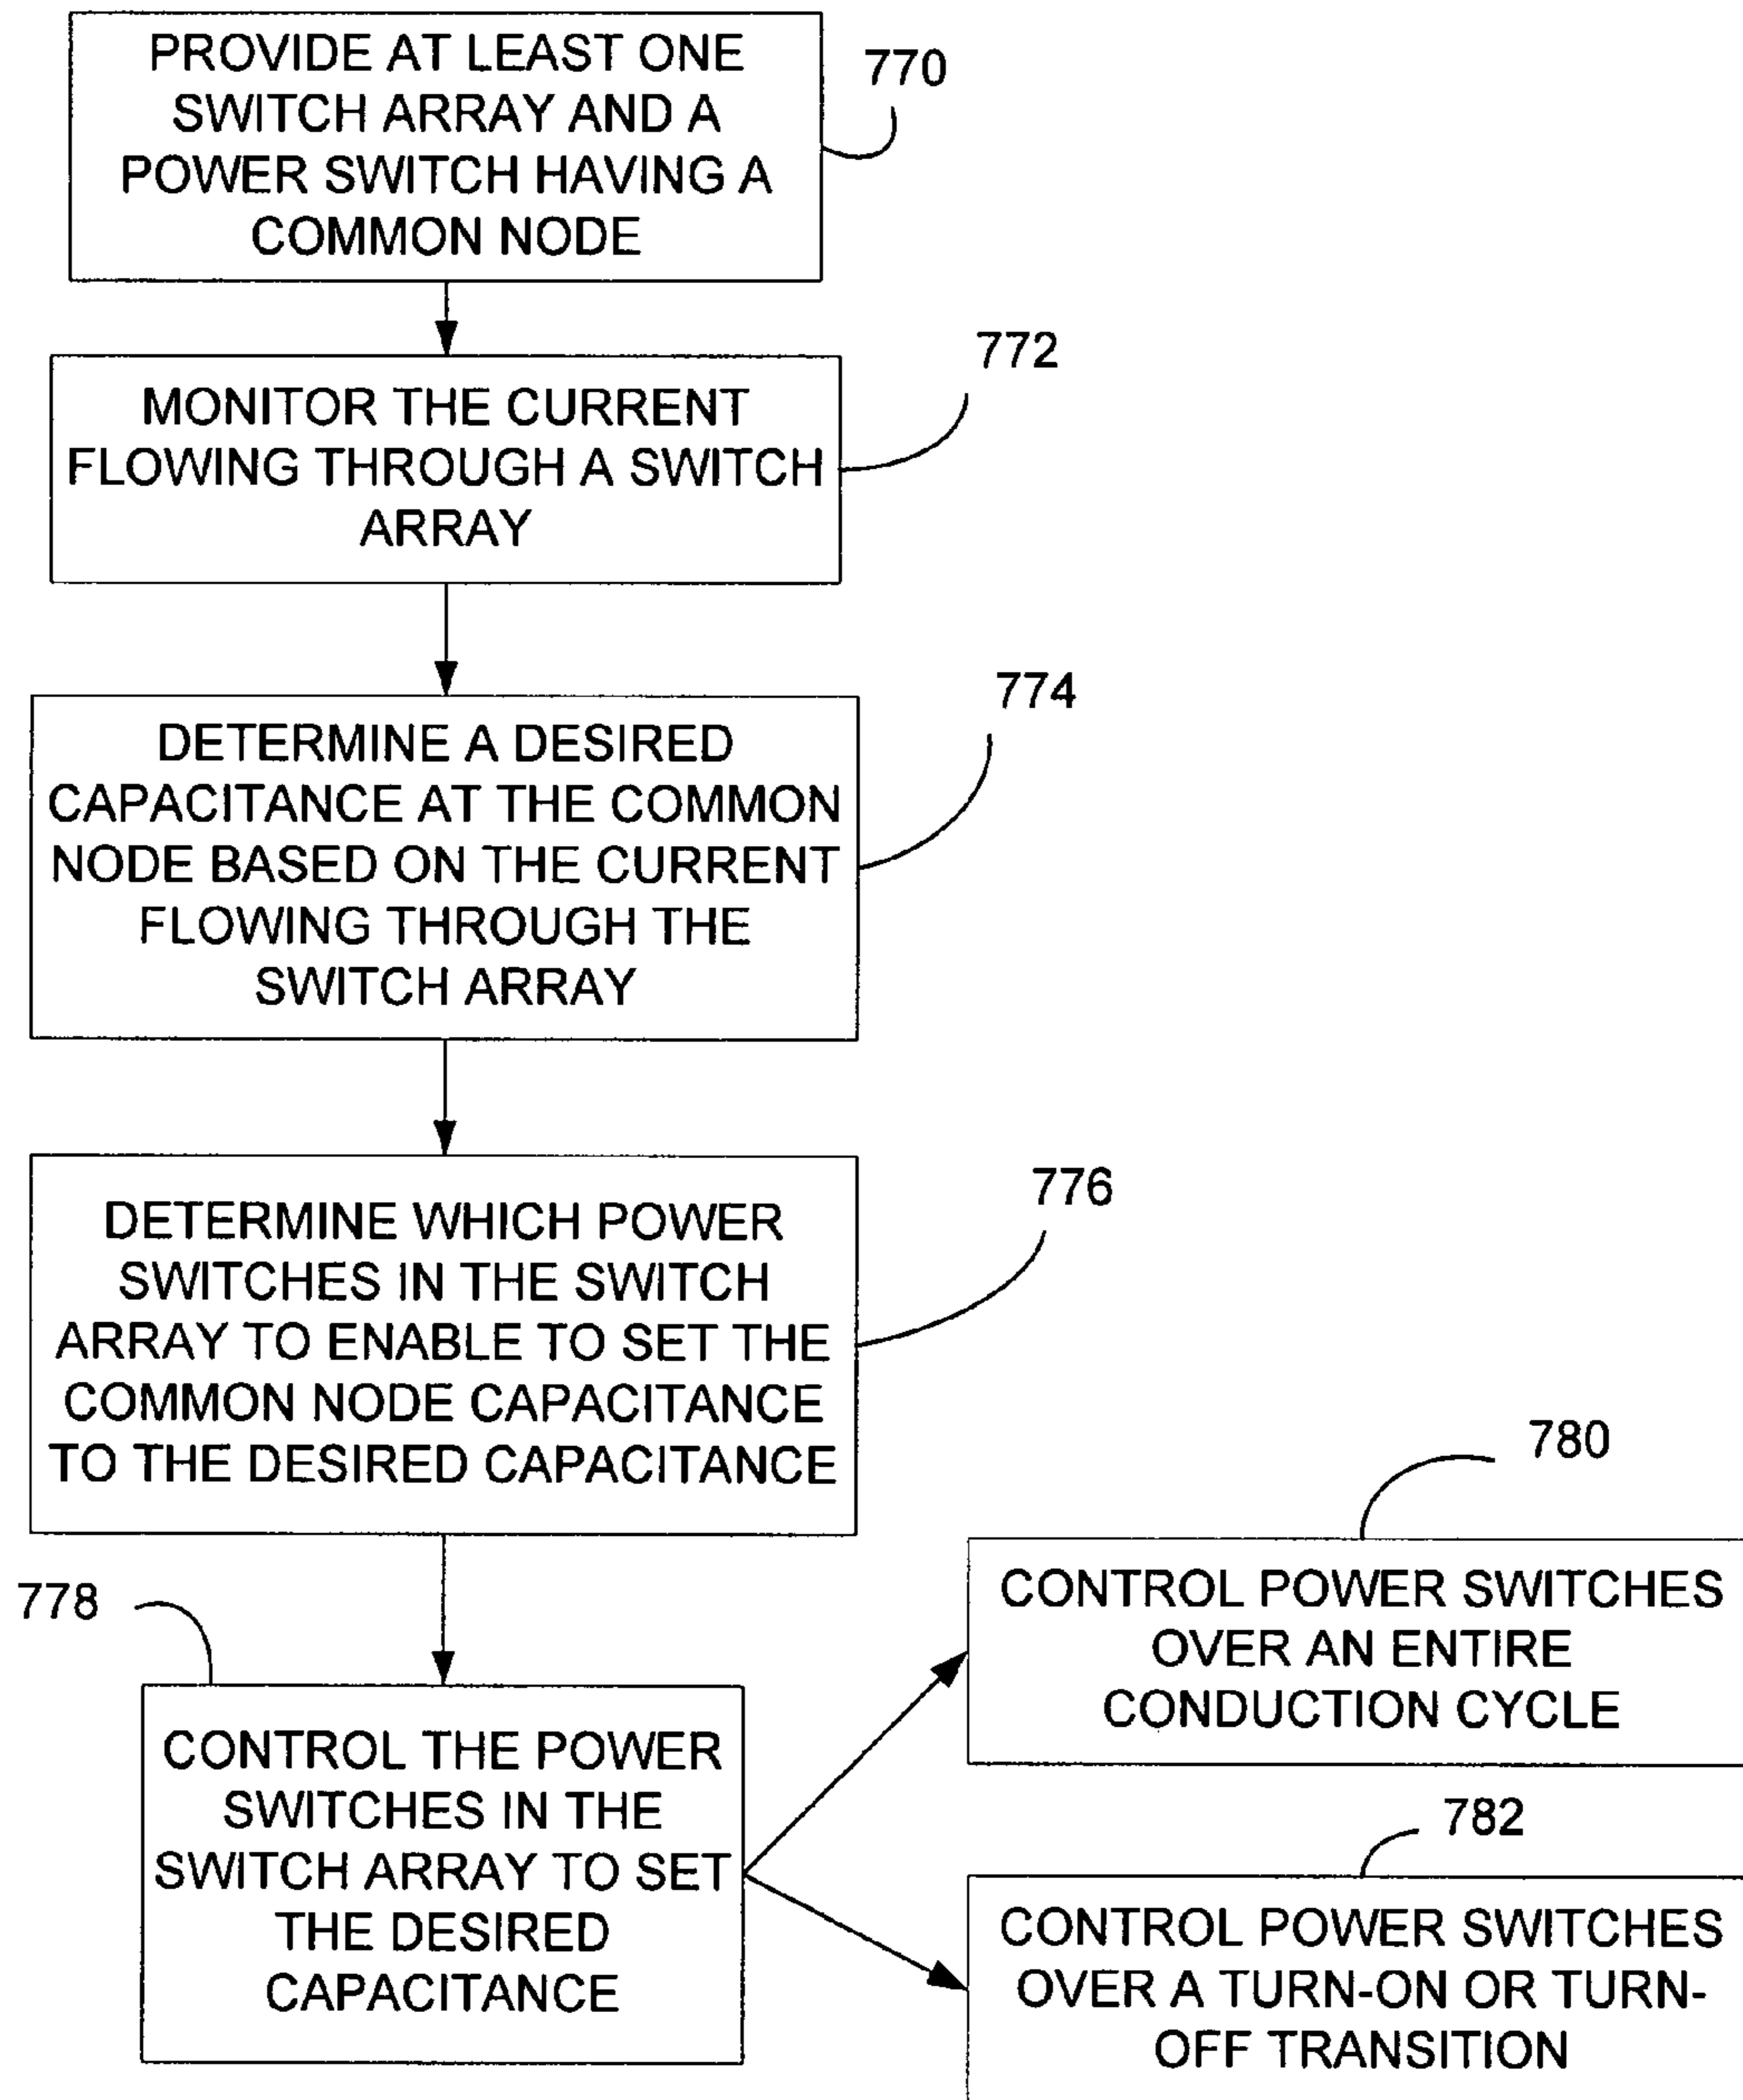 PROVIDE AT LEAST ONE
SWITCH ARRAY AND A
POWER SWITCH HAVING A
COMMON NODE
770
MONITOR THE CURRENT
FLOWING THROUGH A SWITCH
ARRAY
772
DETERMINE A DESIRED
CAPACITANCE AT THE COMMON
NODE BASED ON THE CURRENT
FLOWING THROUGH THE
SWITCH ARRAY
774
DETERMINE WHICH POWER
SWITCHES IN THE SWITCH
ARRAY TO ENABLE TO SET THE
COMMON NODE CAPACITANCE
TO THE DESIRED CAPACITANCE
776
778
CONTROL THE POWER
SWITCHES IN THE
SWITCH ARRAY TO SET
THE DESIRED
CAPACITANCE
780
CONTROL POWER SWITCHES
OVER AN ENTIRE
CONDUCTION CYCLE
782
CONTROL POWER SWITCHES
OVER A TURN-ON OR TURN-
OFF TRANSITION